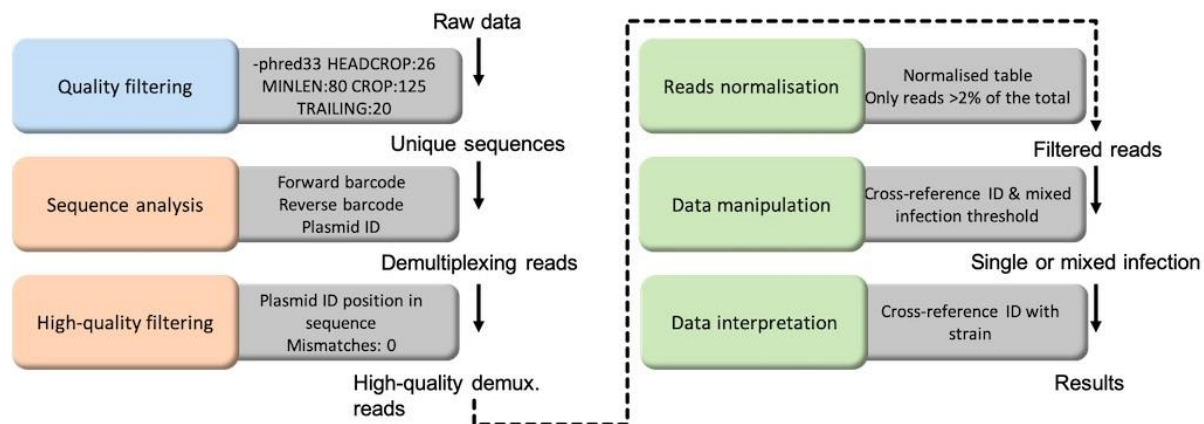 Raw data
Quality filtering
-phred33 HEADCROP:26
MINLEN:80 CROP:125
TRAILING:20
Unique sequences
Sequence analysis
Forward barcode
Reverse barcode
Plasmid ID
Demultiplexing reads
High-quality filtering
Plasmid ID position in
sequence
Mismatches: 0
High-quality demux.
reads
Reads normalisation
Normalised table
Only reads >2% of the total
Filtered reads
Data manipulation
Cross-reference ID & mixed
infection threshold
Single or mixed infection
Data interpretation
Cross-reference ID with
strain
Results